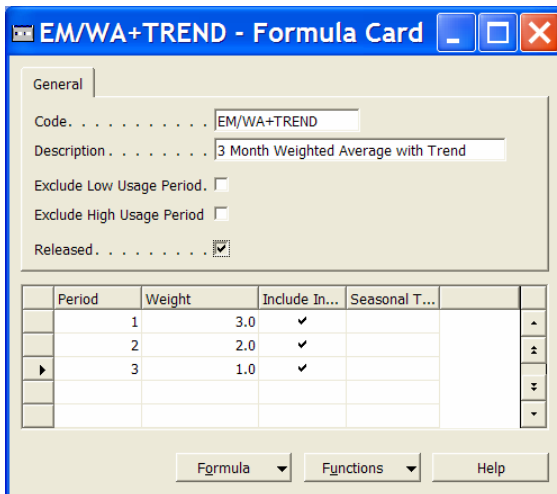 EM/WA+TREND - Formula Card
General
Code. . . . . . . . . . . EM/WA+TREND
Description . . . . . . . 3 Month Weighted Average with Trend
Exclude Low Usage Period.
Exclude High Usage Period
Released. . . . . . . . .
Period Weight Include In... Seasonal T...
1 3.0
2 2.0
3 1.0
Formula Functions Help